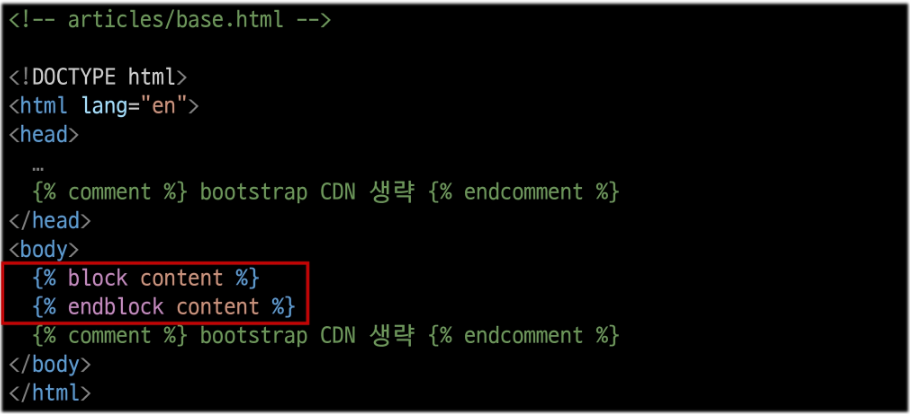 <!-- articles/base.html -->
<!DOCTYPE html>
<html lang="en">
<head>
…
{% comment %} bootstrap CDN 생략 {% endcomment %}
</head>
<body>
{% block content %}
{% endblock content %}
{% comment %} bootstrap CDN 생략 {% endcomment %}
</body>
</html>